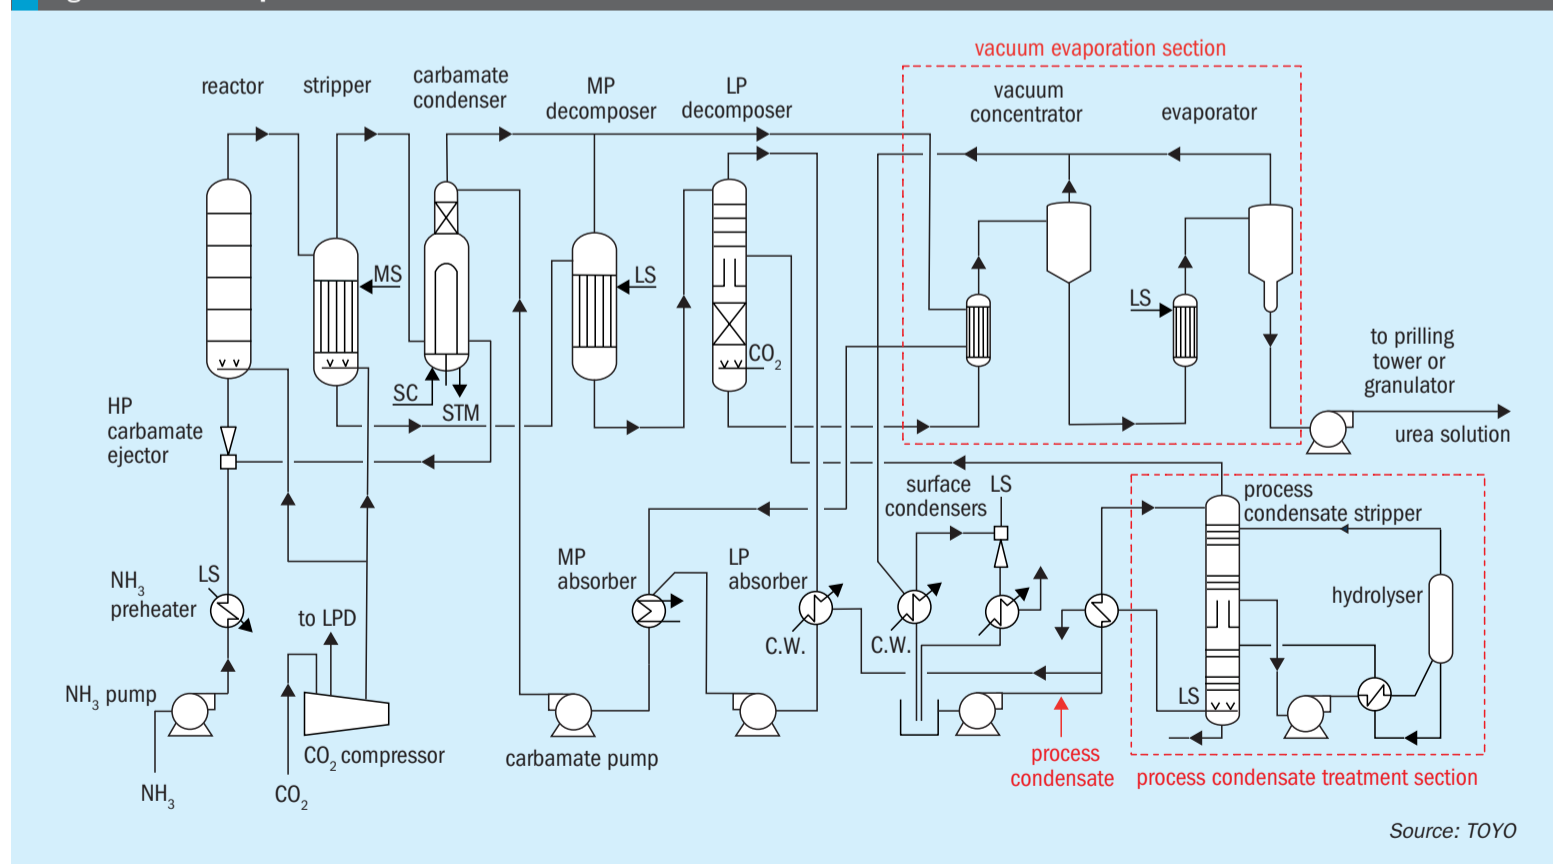 vacuum evaporation section
reactor
stripper
carbamate
condenser
MP
decomposer
LP
decomposer
vacuum
concentrator
evaporator
MS
LS
LS
CO2
SC
STM
to prilling
tower or
granulator
urea solution
HP
carbamate
ejector
surface
condensers
LS
process
condensate stripper
MP
absorber
LP
absorber
hydrolyser
NH3
preheater
LS
to LPD
C.W.
C.W.
NH3 pump
LS
CO2 compressor
carbamate pump
process
condensate
process condensate treatment section
NH3
CO2
Source: TOYO